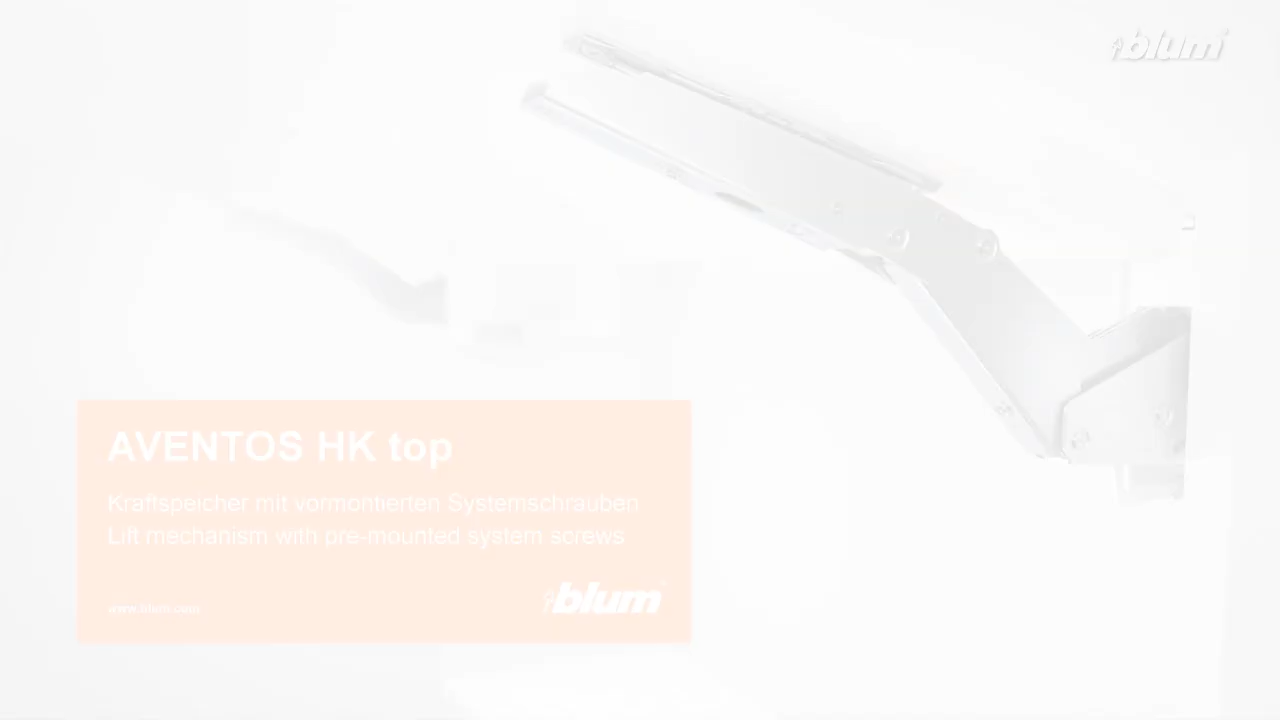 blum
AVENTOS HK top
Kraftspeicher mit vormontierten Systemschrauben
Lift mechanism with pre-mounted system screws
www.blum.com
blum